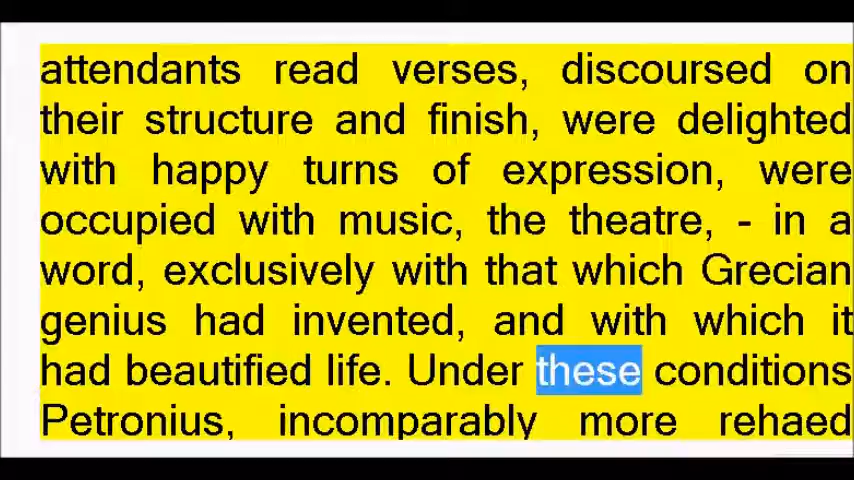 attendants read verses, discoursed on
their structure and finish, were delighted
with happy turns of expression, were
occupied with music, the theatre, - in a
word, exclusively with that which Grecian
genius had invented, and with which it
had beautified life. Under these conditions
Petronius, incomparably more rehaed